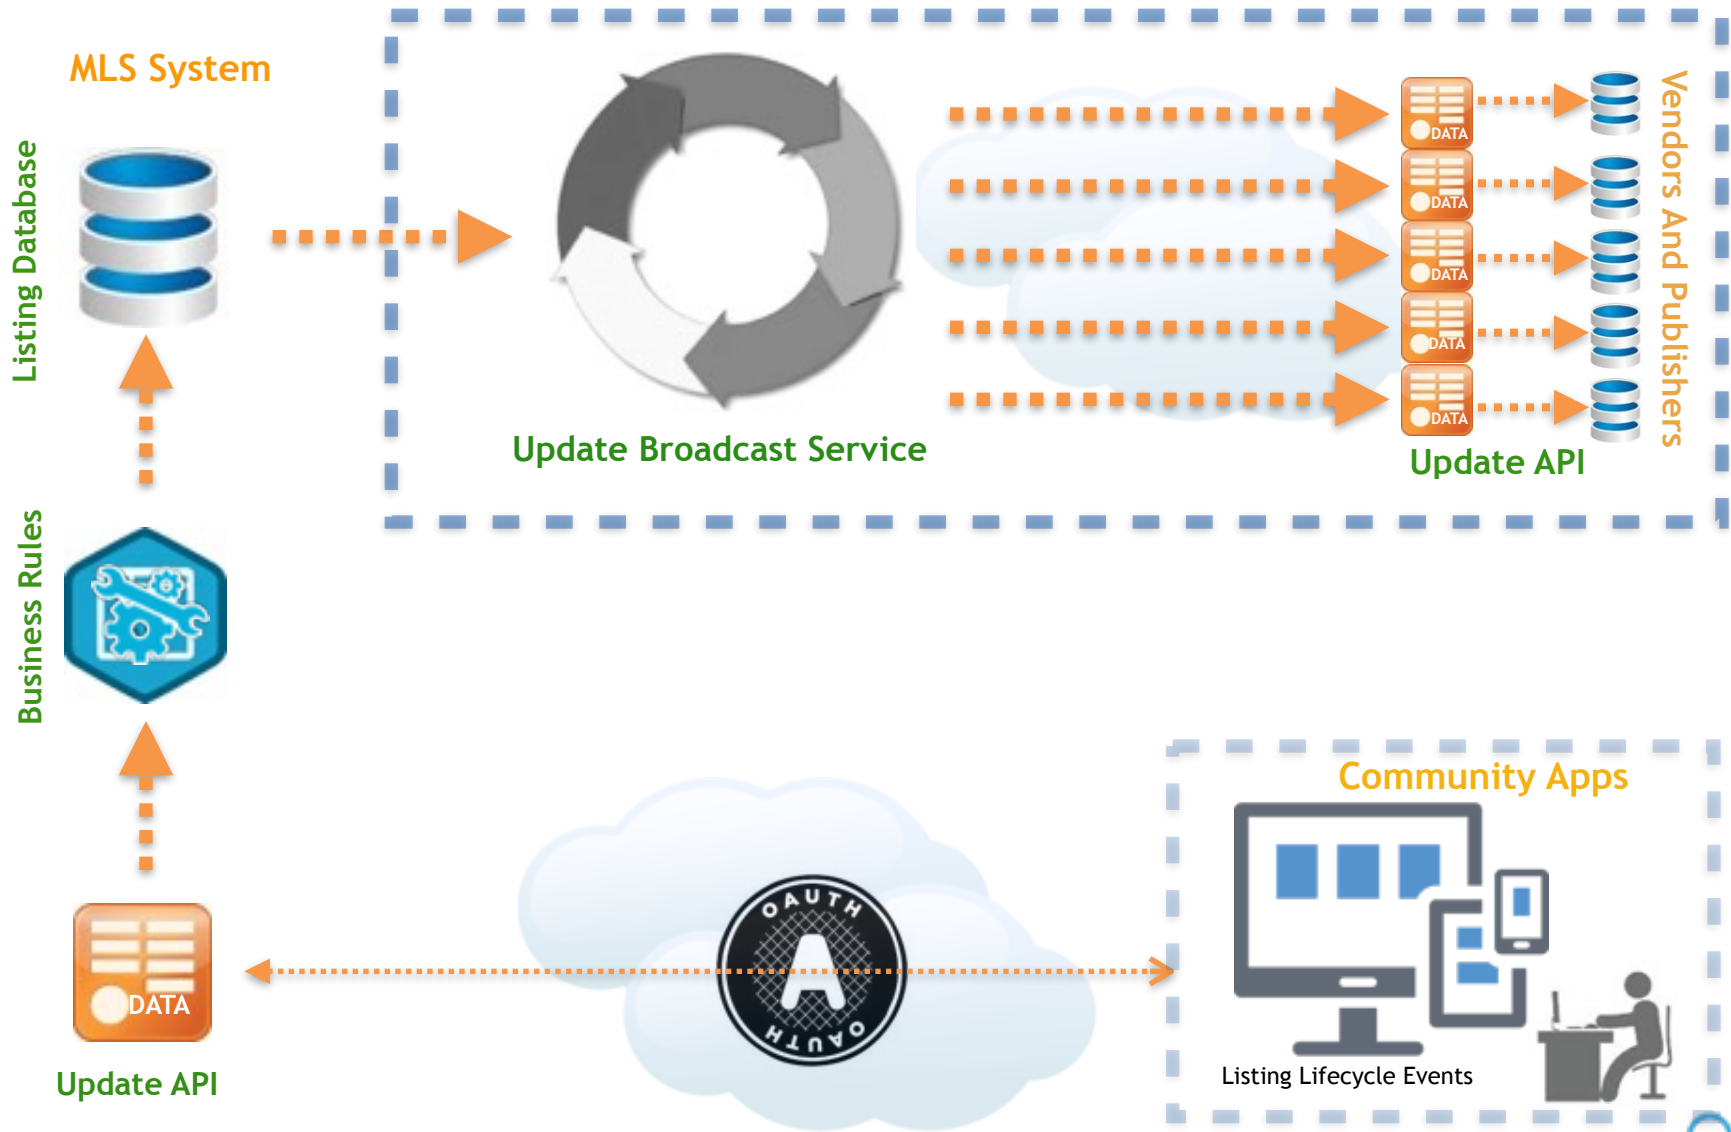 MLS System
Listing Database
Update Broadcast Service
DATA
DATA
DATA
DATA
DATA
Update API
Vendors And Publishers
Business Rules
DATA
Update API
OAUTH
A
OAUTH
Community Apps
Listing Lifecycle Events